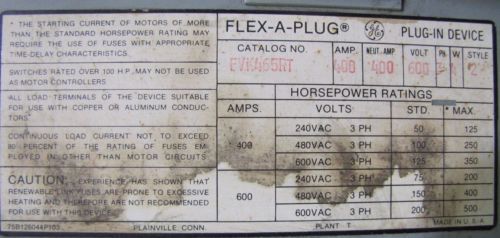 * THE STARTING CURRENT OF MOTORS OF MORE
THAN THE STANDARD HORSEPOWER RATING MAY
REQUIRE THE USE OF FUSES WITH APPROPRIATE
TIME-DELAY CHARACTERISTICS.
SWITCHES RATED OVER 100 H.P., MAY NOT BE USED
AS MOTOR CONTROLLERS
ALL LOAD TERMINALS OF THE DEVICE SUITABLE
FOR USE WITH COPPER OR ALUMINUM CONDUC-
TORS
CONTINUOUS LOAD CURRENT NOT TO EXCEED
80 PERCENT OF THE RATING OF FUSES EM-
PLOYED IN OTHER THAN MOTOR CIRCUITS
CAUTION: EXPERIENCE HAS SHOWN THAT
RENEWABLE LINK FUSES ARE PRONE TO EXCESSIVE
HEATING AND THEREFORE ARE NOT RECOMMENDED
FOR USE WITH THIS DEVICE.
75B126044P103
PLAINVILLE, CONN.
FLEX-A-PLUG® GE PLUG-IN DEVICE
CATALOG NO. AMP. NEUT. AMP. VOLT PH W STYLE
FVK465RT 400 400 600 3
HORSEPOWER RATINGS
AMPS. VOLTS STD. * MAX.
240VAC 3 PH 50 125
400 480VAC 3 PH 100 250
600VAC 3 PH 125 350
240VAC 3 PH 75 200
600 480VAC 3 PH 150 400
600VAC 3 PH 200 500
PLANT T MADE IN U.S.A.